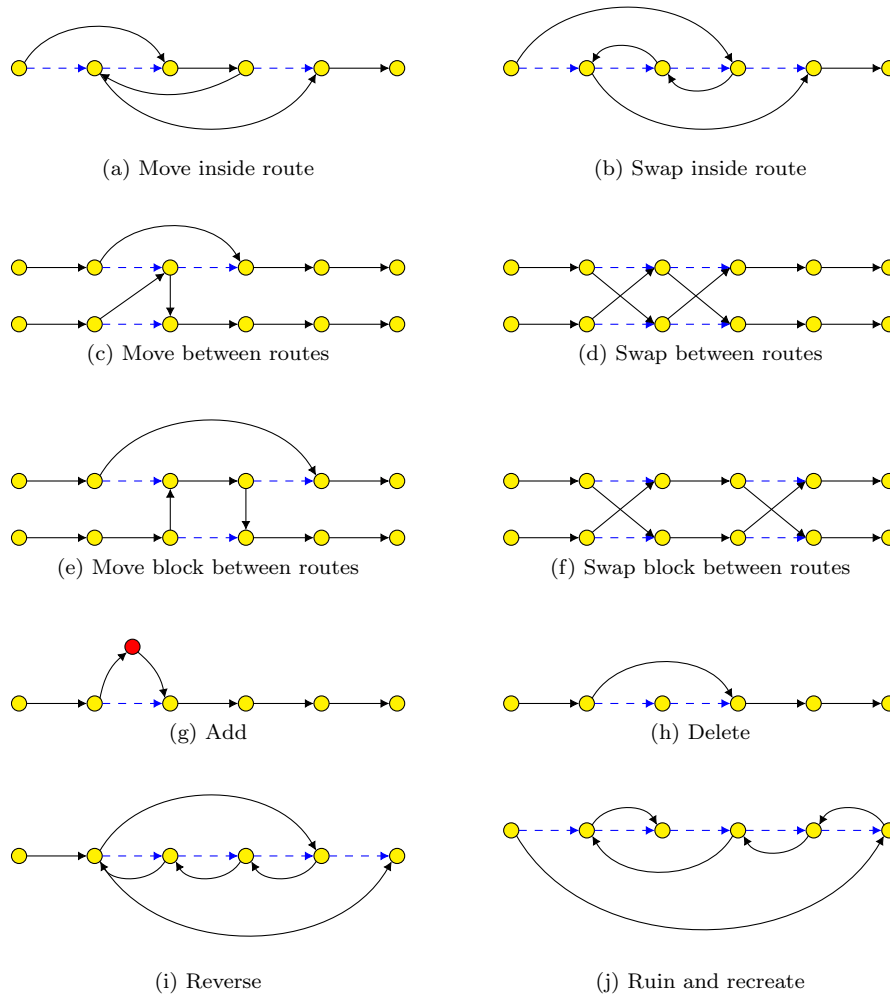 (a) Move inside route
(b) Swap inside route
(c) Move between routes
(d) Swap between routes
(e) Move block between routes
(f) Swap block between routes
(g) Add
(h) Delete
(i) Reverse
(j) Ruin and recreate